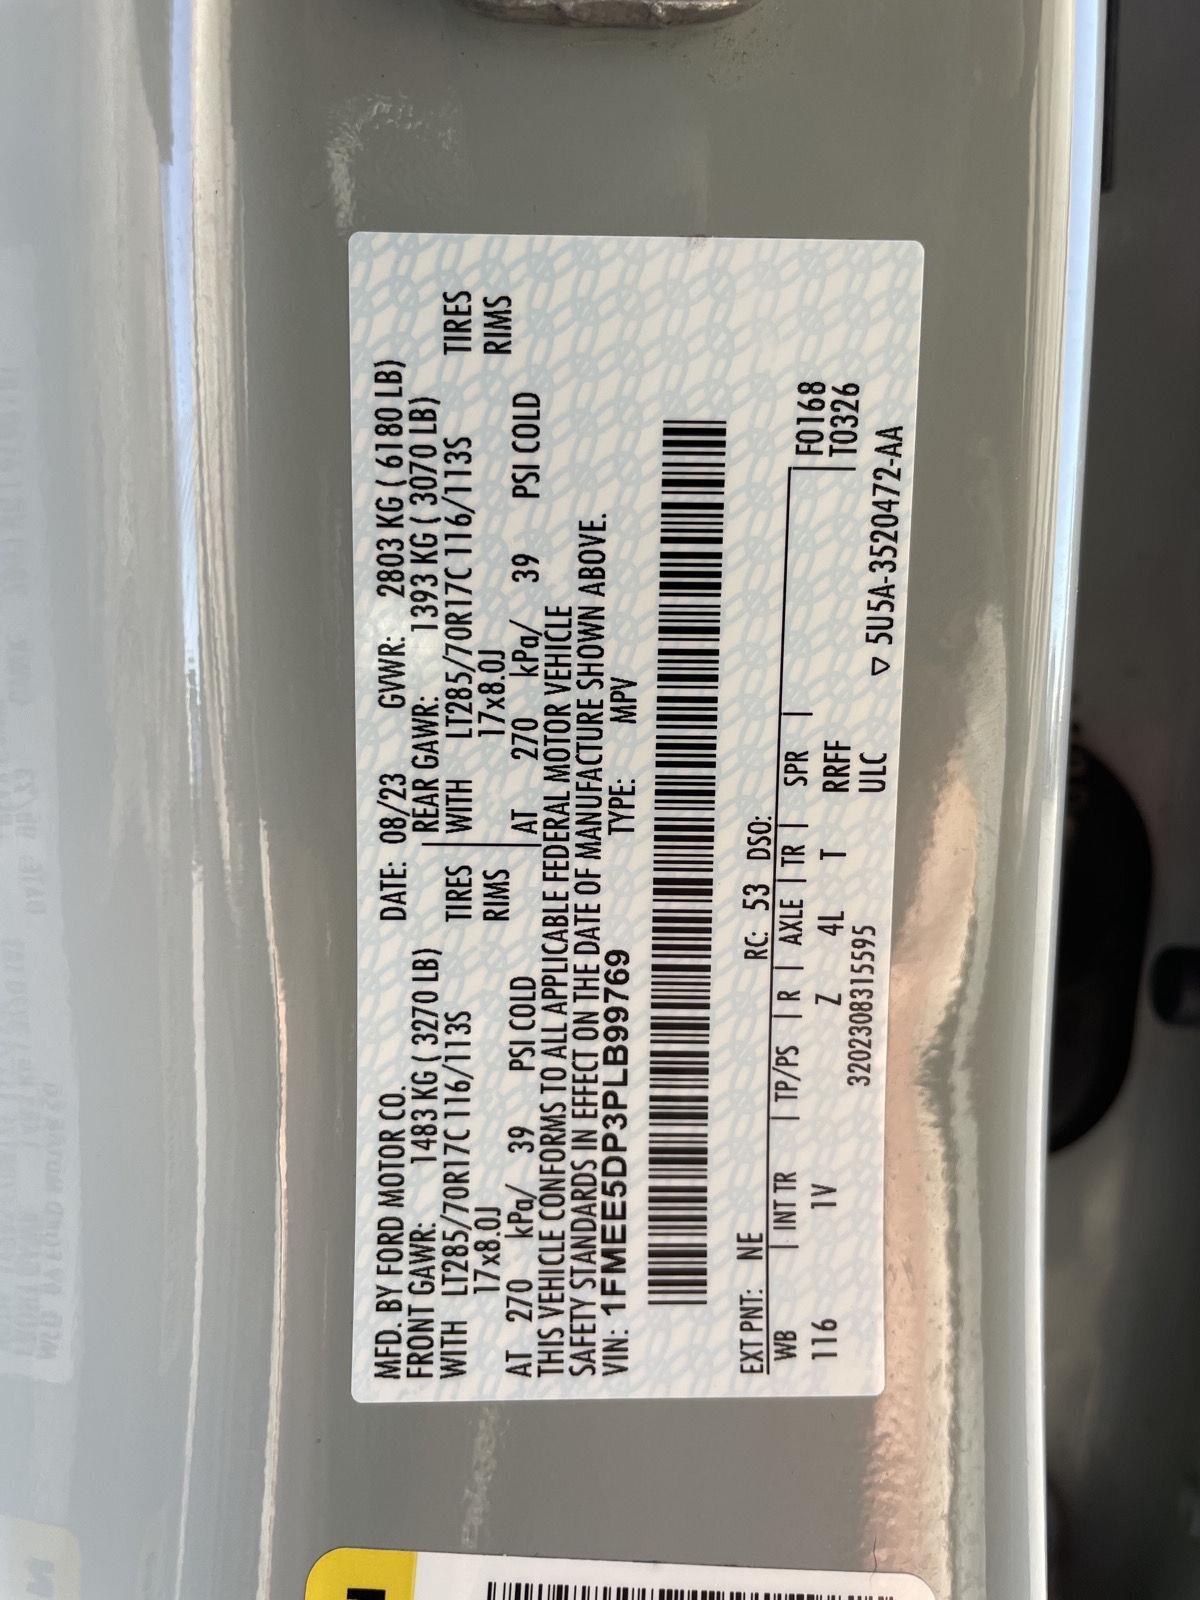 MFD. BY FORD MOTOR CO. DATE: 08/23 GVWR: 2803 KG ( 6180 LB)
FRONT GAWR: 1483 KG ( 3270 LB) REAR GAWR: 1393 KG ( 3070 LB)
WITH LT285/70R17C 116/113S TIRES WITH LT285/70R17C 116/113S TIRES
17x8.0J RIMS 17x8.0J RIMS
AT 270 kPa/ 39 PSI COLD AT 270 kPa/ 39 PSI COLD
THIS VEHICLE CONFORMS TO ALL APPLICABLE FEDERAL MOTOR VEHICLE
SAFETY STANDARDS IN EFFECT ON THE DATE OF MANUFACTURE SHOWN ABOVE.
VIN: 1FMEE5DP3PLB99769 TYPE: MPV
EXT PNT: NE RC: 53 DSO:
WB | INT TR | TP/PS | R | AXLE | TR | SPR | F0168
116 1V Z 4L T RRFF T0326
3202308315595 ULC
▽ 5U5A-3520472-AA